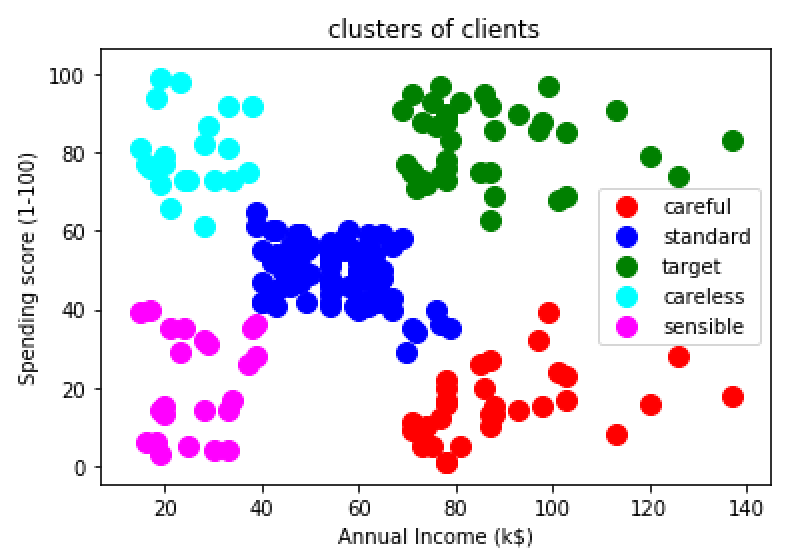 clusters of clients
100
80
60
40
20
0
Spending score (1-100)
careful
standard
target
careless
sensible
20 40 60 80 100 120 140
Annual Income (k$)